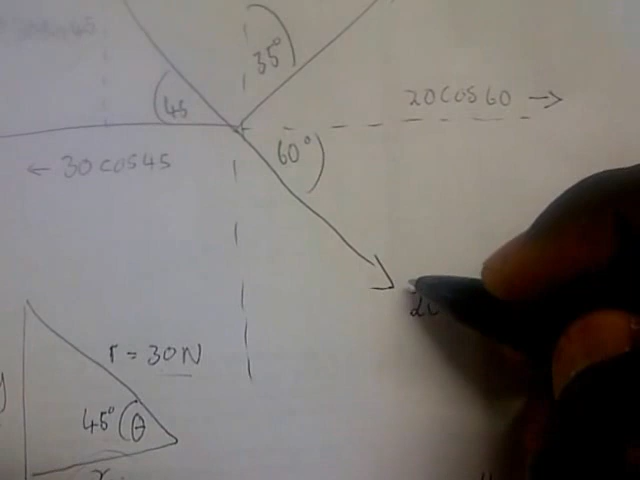 35°
45
20cos60 →
60°
← 30cos45
r = 30N
45° θ
x
y